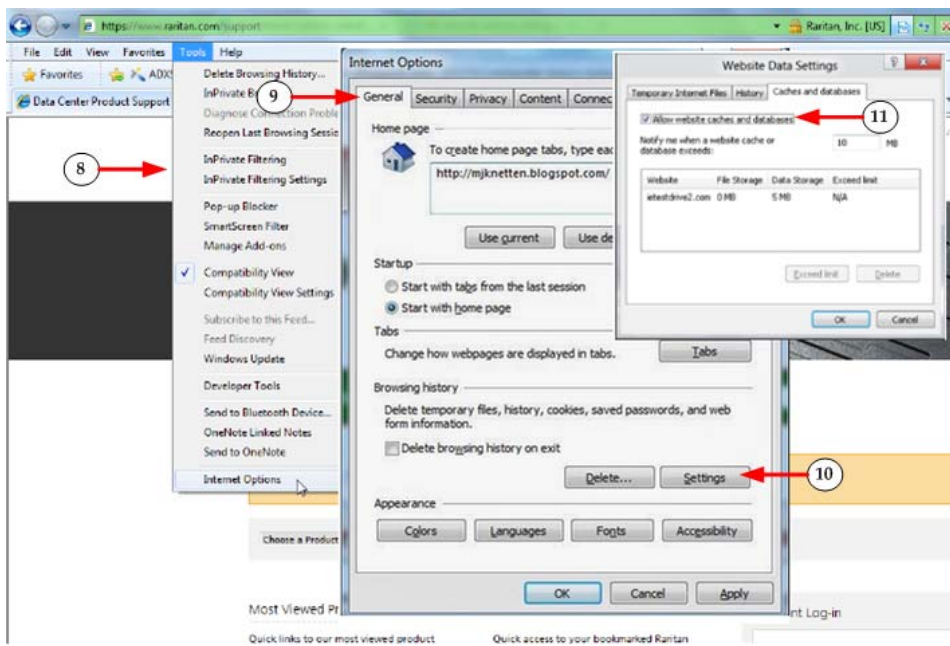 https://www.raritan.com/support
Raritan, Inc. [US]
File Edit View Favorites Tools Help
Favorites
Data Center Product Support
Delete Browsing History...
InPrivate
Diagnose Connection
Reopen Last Browsing
InPrivate Filtering
InPrivate Filtering Settings
Pop-up Blocker
SmartScreen Filter
Manage Add-ons
Compatibility View
Compatibility View Settings
Subscribe to this Feed...
Feed Discovery
Windows Update
Developer Tools
Send to Bluetooth Device...
OneNote Linked Notes
Send to OneNote
Internet Options
8
9
Internet Options
General Security Privacy Content Connec
Home page
To create home page tabs, type eac
http://mjknetten.blogspot.com/
Use current Use de
Startup
Start with tabs from the last session
Start with home page
Tabs
Change how webpages are displayed in tabs. Tabs
Browsing history
Delete temporary files, history, cookies, saved passwords, and web
form information.
Delete browsing history on exit
Delete... Settings
10
Appearance
Colors Languages Fonts Accessibility
OK Cancel Apply
Website Data Settings
Temporary Internet Files History Caches and databases
Allow website caches and databases
11
Notify me when a website cache or
database exceeds: 10 MB
Website File Storage Data Storage Exceed limit
ietestdrive2.com 0 MB 5 MB N/A
Exceed limit Delete
OK Cancel
Choose a Product
Most Viewed Pr
nt Log-in
Quick links to our most viewed product Quick access to your bookmarked Raritan